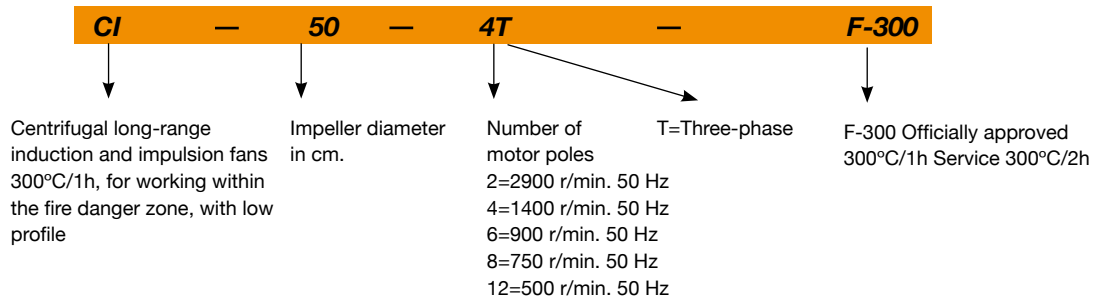 CI — 50 — 4T — F-300
Centrifugal long-range
induction and impulsion fans
300ºC/1h, for working within
the fire danger zone, with low
profile
Impeller diameter
in cm.
Number of
motor poles
2=2900 r/min. 50 Hz
4=1400 r/min. 50 Hz
6=900 r/min. 50 Hz
8=750 r/min. 50 Hz
12=500 r/min. 50 Hz
T=Three-phase
F-300 Officially approved
300ºC/1h Service 300ºC/2h